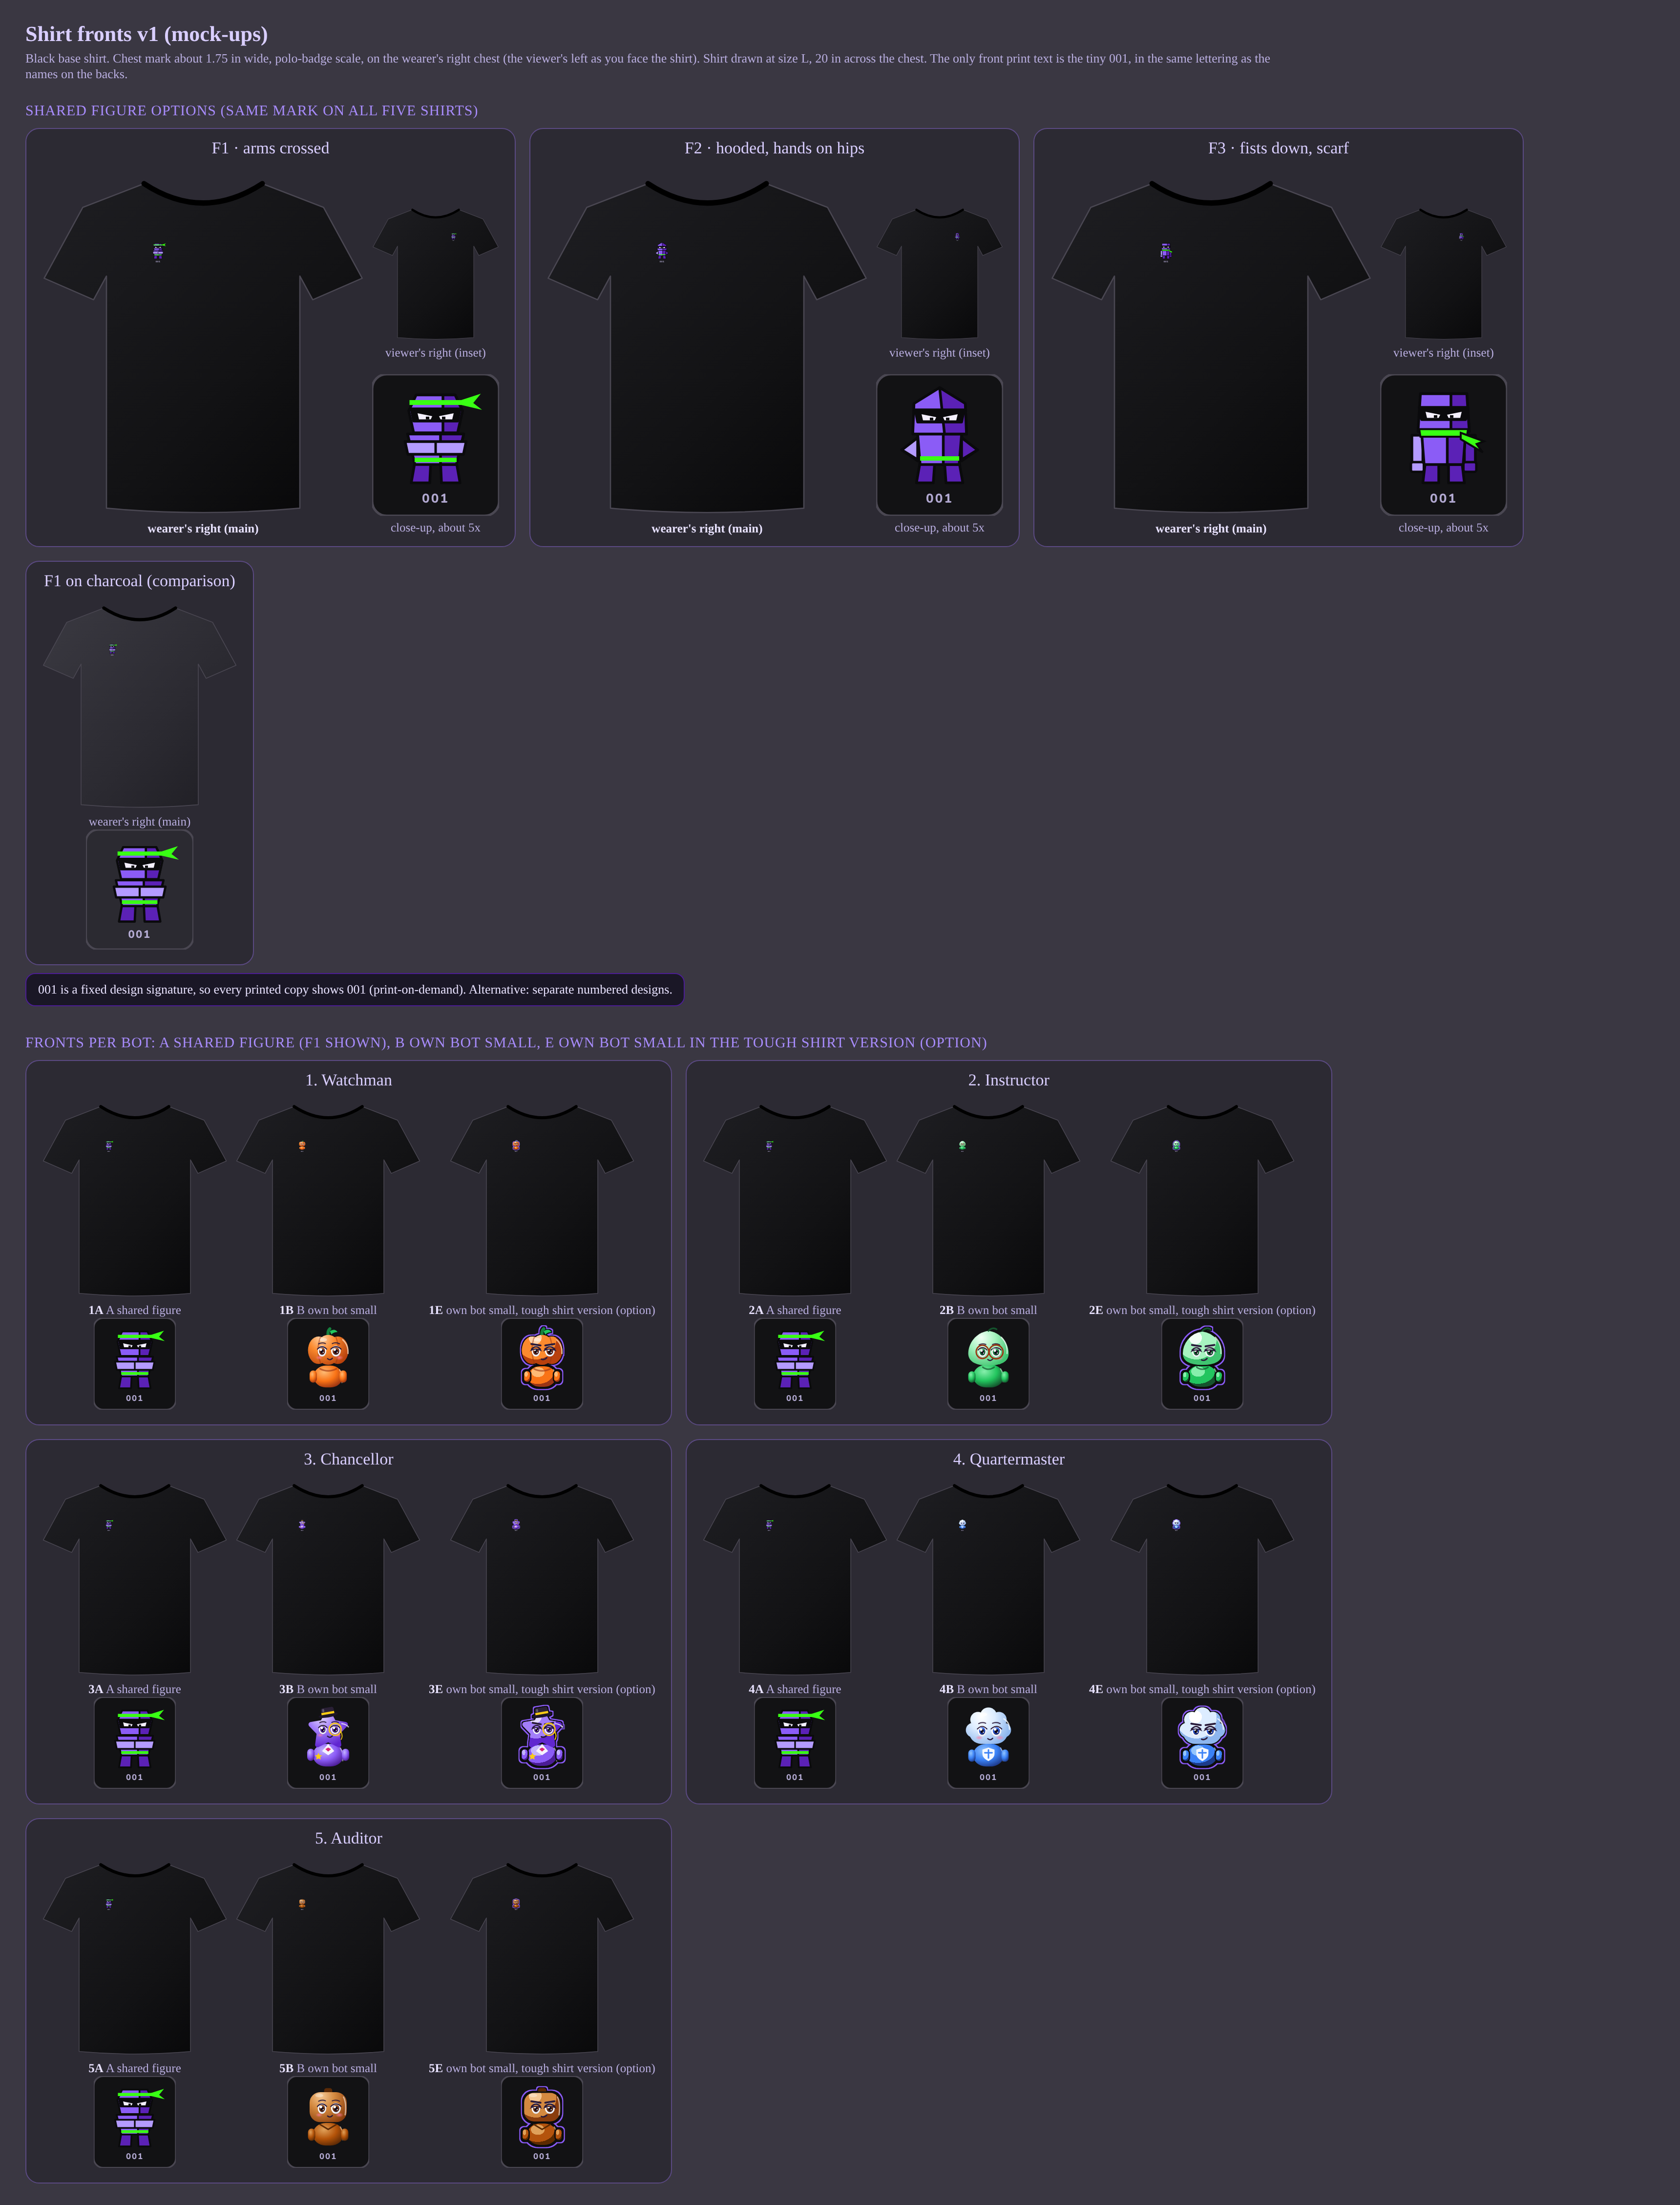 Shirt fronts v1 (mock-ups)
Black base shirt. Chest mark about 1.75 in wide, polo-badge scale, on the wearer's right chest (the viewer's left as you face the shirt). Shirt drawn at size L, 20 in across the chest. The only front print text is the tiny 001, in the same lettering as the
names on the backs.
SHARED FIGURE OPTIONS (SAME MARK ON ALL FIVE SHIRTS)
F1 · arms crossed
viewer's right (inset)
001
wearer's right (main)
close-up, about 5x
F2 · hooded, hands on hips
viewer's right (inset)
001
wearer's right (main)
close-up, about 5x
F3 · fists down, scarf
viewer's right (inset)
001
wearer's right (main)
close-up, about 5x
F1 on charcoal (comparison)
wearer's right (main)
001
001 is a fixed design signature, so every printed copy shows 001 (print-on-demand). Alternative: separate numbered designs.
FRONTS PER BOT: A SHARED FIGURE (F1 SHOWN), B OWN BOT SMALL, E OWN BOT SMALL IN THE TOUGH SHIRT VERSION (OPTION)
1. Watchman
1A A shared figure
1B B own bot small
1E own bot small, tough shirt version (option)
001
001
001
2. Instructor
2A A shared figure
2B B own bot small
2E own bot small, tough shirt version (option)
001
001
001
3. Chancellor
3A A shared figure
3B B own bot small
3E own bot small, tough shirt version (option)
001
001
001
4. Quartermaster
4A A shared figure
4B B own bot small
4E own bot small, tough shirt version (option)
001
001
001
5. Auditor
5A A shared figure
5B B own bot small
5E own bot small, tough shirt version (option)
001
001
001